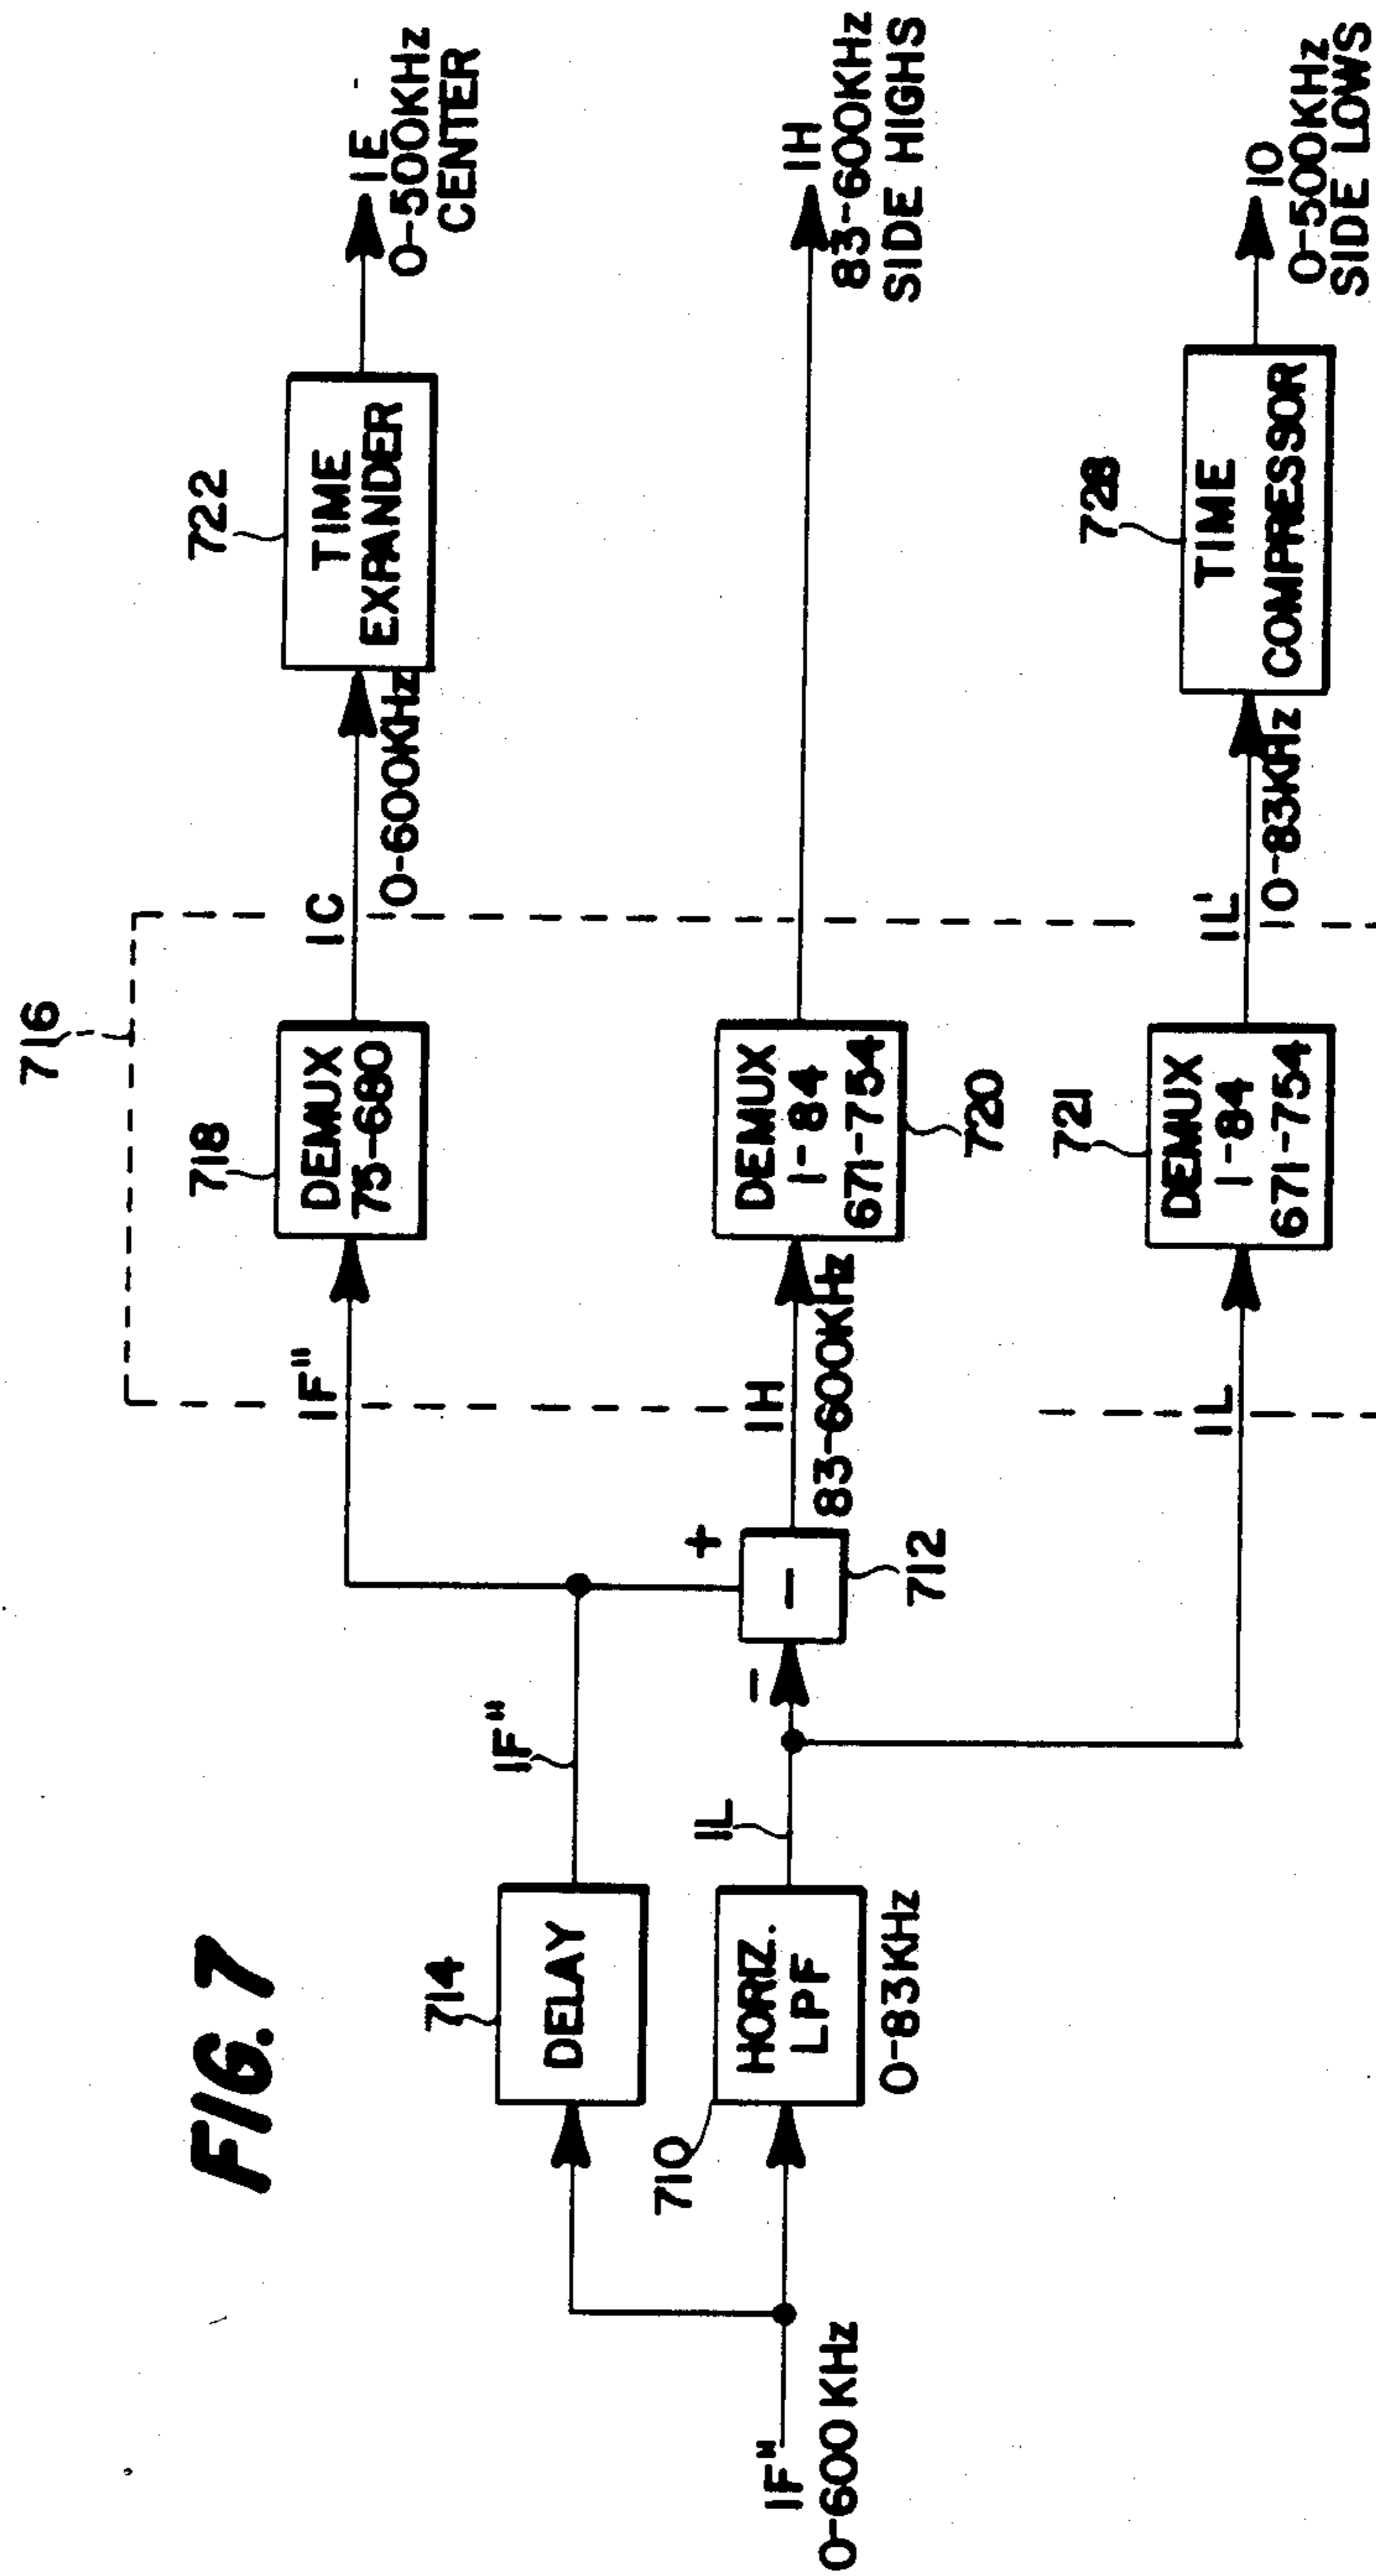 FIG. 7
IF"
0-600 KHz
714
DELAY
710
HORIZ.
LPF
0-83KHz
IF"
IL
+
-
-
712
IF"
IH
83-600KHz
IL
716
718
DEMUX
75-680
DEMUX
1-84
671-754
720
721
DEMUX
1-84
671-754
IC
0-600KHz
IL'
0-83KHz
722
TIME
EXPANDER
728
TIME
COMPRESSOR
IE
0-500KHz
CENTER
IH
83-600KHz
SIDE HIGHS
IO
0-500KHz
SIDE LOWS